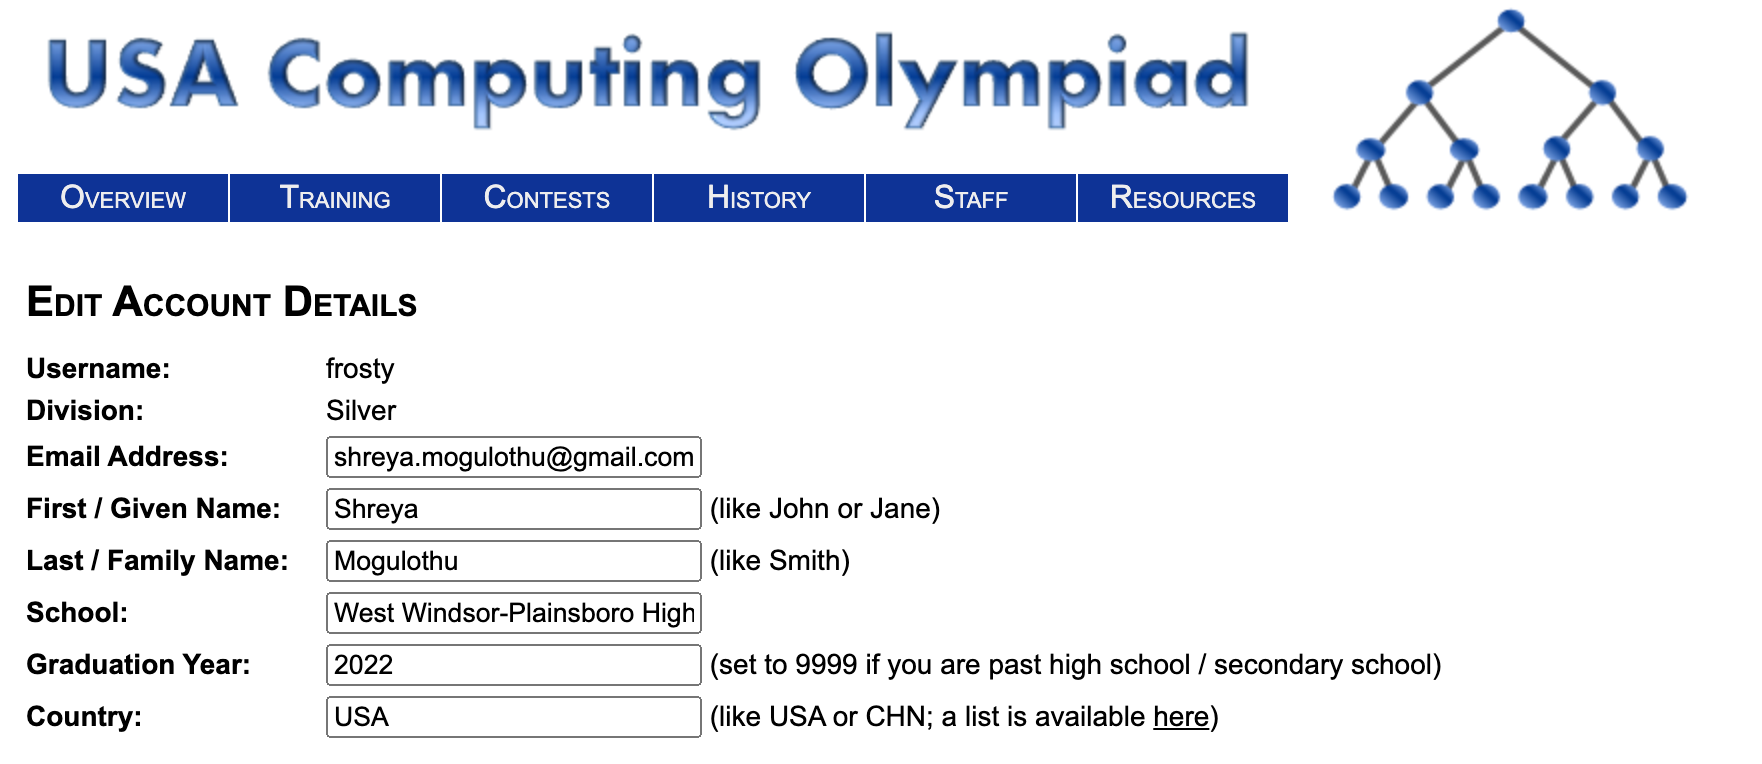 USA Computing Olympiad
OVERVIEW TRAINING CONTESTS HISTORY STAFF RESOURCES
EDIT ACCOUNT DETAILS
Username: frosty
Division: Silver
Email Address: shreya.mogulothu@gmail.com
First / Given Name: Shreya (like John or Jane)
Last / Family Name: Mogulothu (like Smith)
School: West Windsor-Plainsboro High
Graduation Year: 2022 (set to 9999 if you are past high school / secondary school)
Country: USA (like USA or CHN; a list is available here)